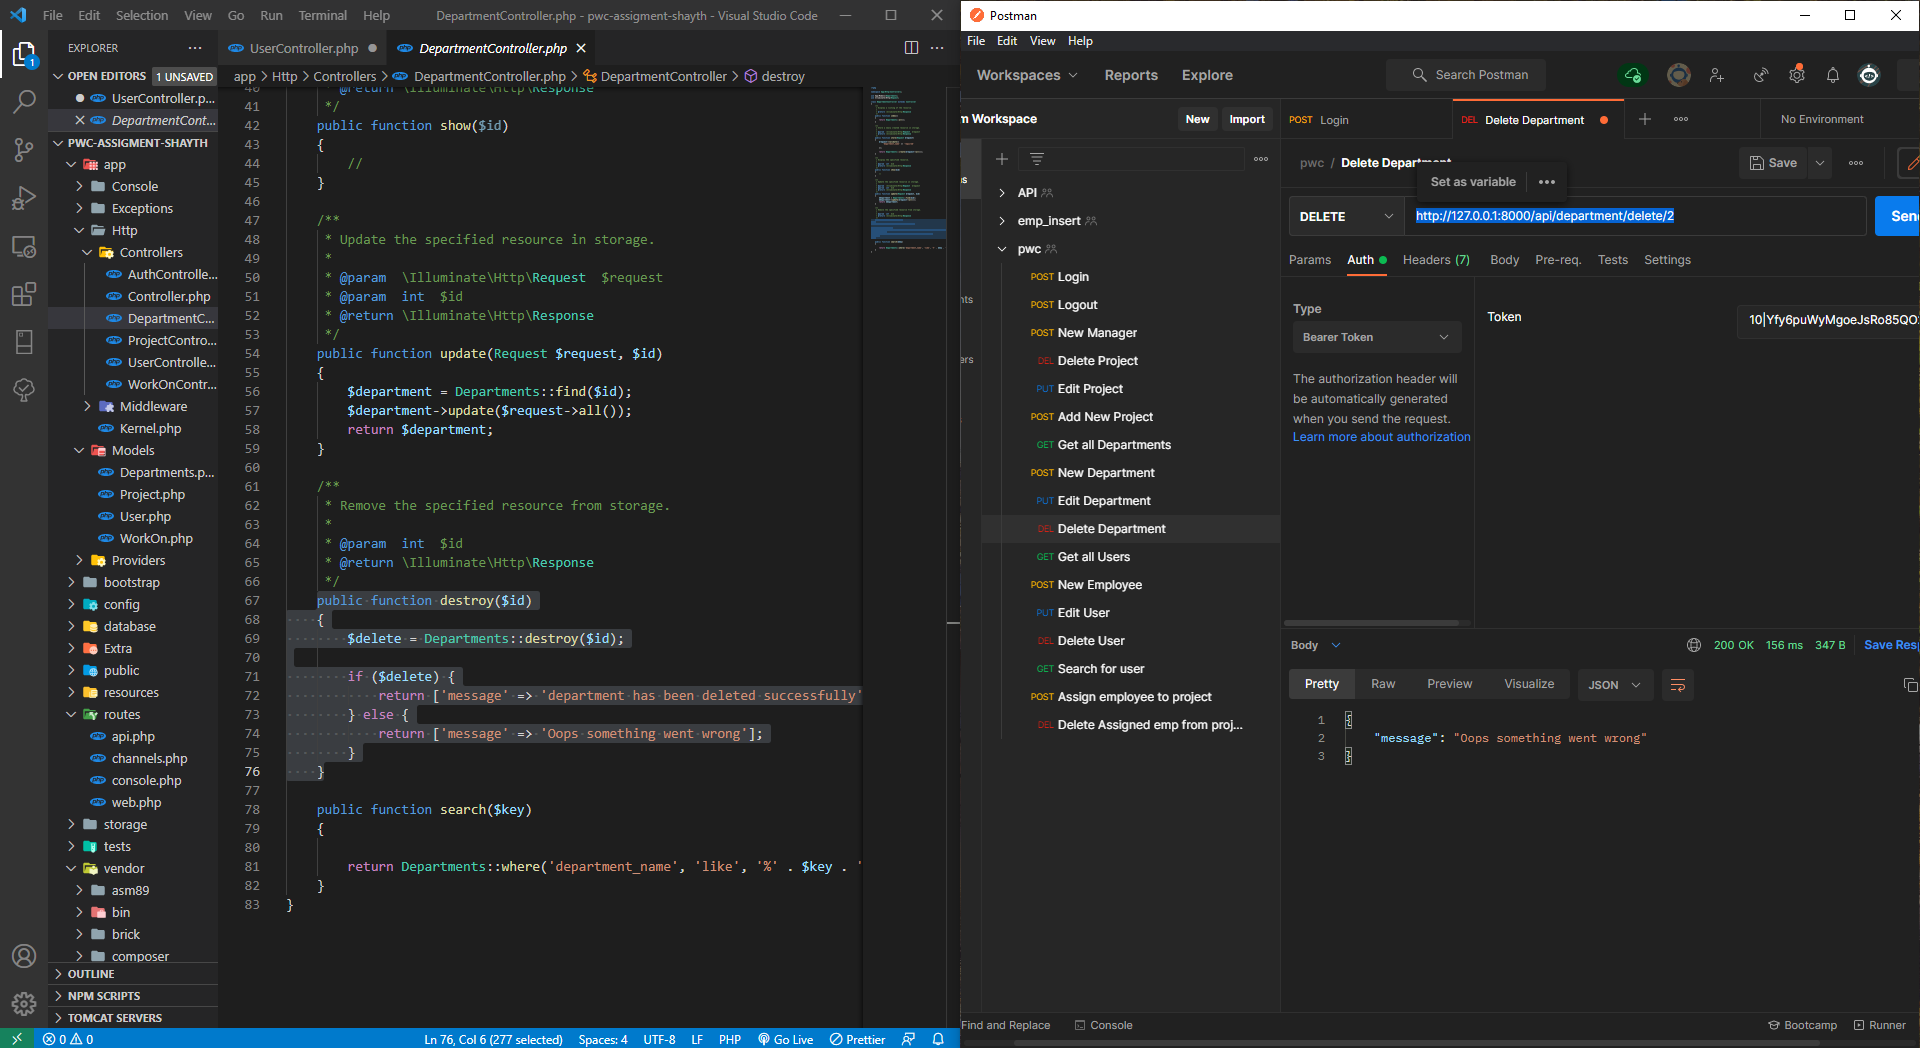 File Edit Selection View Go Run Terminal Help
DepartmentController.php - pwc-assigment-shayth - Visual Studio Code
EXPLORER
OPEN EDITORS 1 UNSAVED
UserController.p...
DepartmentCont...
PWC-ASSIGMENT-SHAYTH
app
Console
Exceptions
Http
Controllers
AuthControlle...
Controller.php
DepartmentC...
ProjectContro...
UserControlle...
WorkOnContr...
Middleware
Kernel.php
Models
Departments.p...
Project.php
User.php
WorkOn.php
Providers
bootstrap
config
database
Extra
public
resources
routes
api.php
channels.php
console.php
web.php
storage
tests
vendor
asm89
bin
brick
composer
OUTLINE
NPM SCRIPTS
TOMCAT SERVERS
UserController.php
DepartmentController.php
app > Http > Controllers > DepartmentController.php > DepartmentController > destroy
40 * @return \Illuminate\Http\Response
41 */
42 public function show($id)
43 {
44 //
45 }
46
47 /**
48 * Update the specified resource in storage.
49 *
50 * @param \Illuminate\Http\Request $request
51 * @param int $id
52 * @return \Illuminate\Http\Response
53 */
54 public function update(Request $request, $id)
55 {
56 $department = Departments::find($id);
57 $department->update($request->all());
58 return $department;
59 }
60
61 /**
62 * Remove the specified resource from storage.
63 *
64 * @param int $id
65 * @return \Illuminate\Http\Response
66 */
67 public function destroy($id)
68 {
69 $delete = Departments::destroy($id);
70
71 if ($delete) {
72 return ['message' => 'department has been deleted successfully'
73 } else {
74 return ['message' => 'Oops something went wrong'];
75 }
76 }
77
78 public function search($key)
79 {
80
81 return Departments::where('department_name', 'like', '%' . $key . '
82 }
83 }
0 0
Ln 76, Col 6 (277 selected) Spaces: 4 UTF-8 LF PHP Go Live Prettier
Postman
File Edit View Help
Workspaces Reports Explore Search Postman
m Workspace New Import
POST Login DEL Delete Department No Environment
s
nts
ers
API
emp_insert
pwc
POST Login
POST Logout
POST New Manager
DEL Delete Project
PUT Edit Project
POST Add New Project
GET Get all Departments
POST New Department
PUT Edit Department
DEL Delete Department
GET Get all Users
POST New Employee
PUT Edit User
DEL Delete User
GET Search for user
POST Assign employee to project
DEL Delete Assigned emp from proj...
pwc / Delete Department Save
Set as variable
DELETE http://127.0.0.1:8000/api/department/delete/2 Sen
Params Auth Headers (7) Body Pre-req. Tests Settings
Type
Bearer Token
The authorization header will
be automatically generated
when you send the request.
Learn more about authorization
Token 10|Yfy6puWyMgoeJsRo85QO
Body 200 OK 156 ms 347 B Save Resp
Pretty Raw Preview Visualize JSON
1 {
2 "message": "Oops something went wrong"
3 }
Find and Replace Console Bootcamp Runner